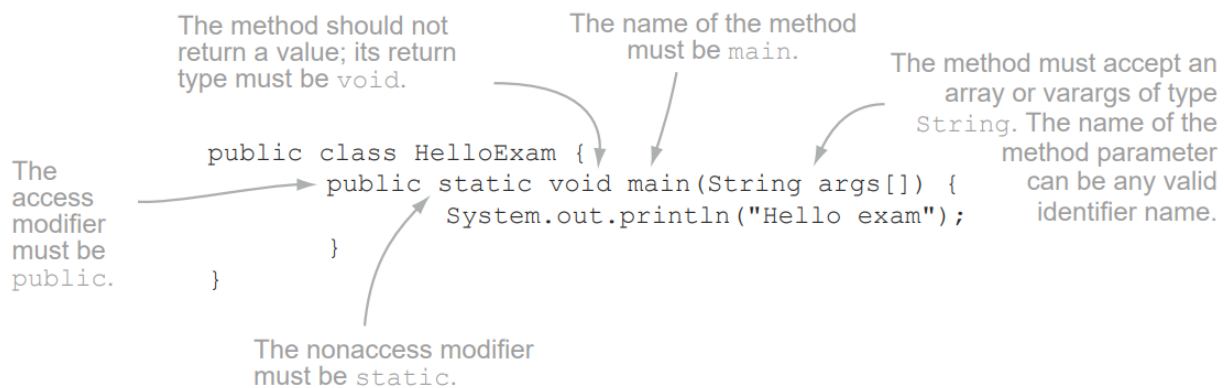 The method should not
return a value; its return
type must be void.
The name of the method
must be main.
The method must accept an
array or varargs of type
String. The name of the
method parameter
can be any valid
identifier name.
The
access
modifier
must be
public.
public class HelloExam {
public static void main(String args[]) {
System.out.println("Hello exam");
}
}
The nonaccess modifier
must be static.